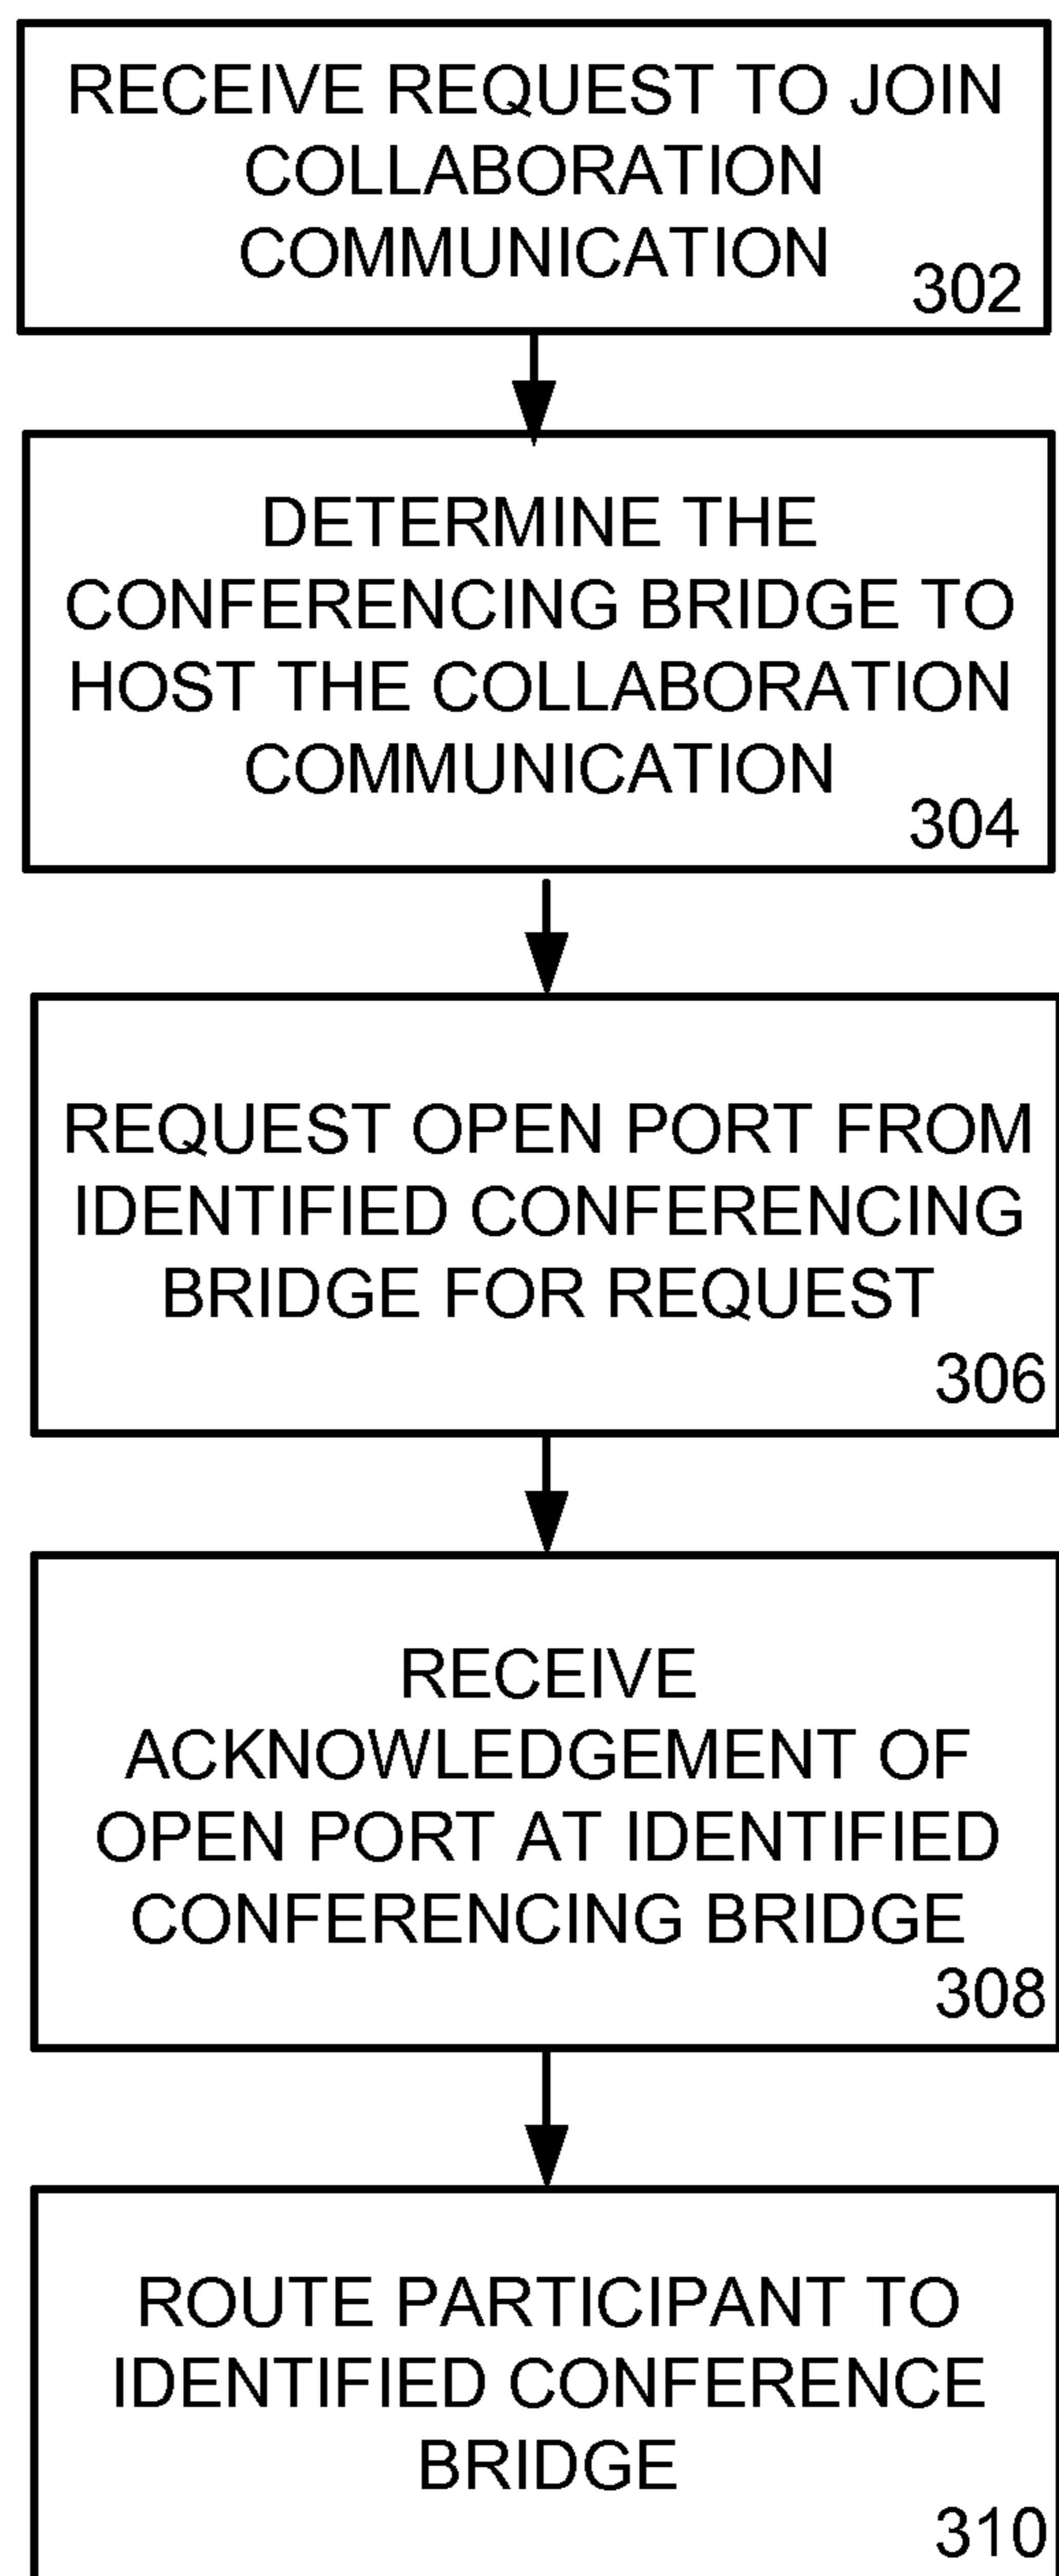 RECEIVE REQUEST TO JOIN
COLLABORATION
COMMUNICATION
302
DETERMINE THE
CONFERENCING BRIDGE TO
HOST THE COLLABORATION
COMMUNICATION
304
REQUEST OPEN PORT FROM
IDENTIFIED CONFERENCING
BRIDGE FOR REQUEST
306
RECEIVE
ACKNOWLEDGEMENT OF
OPEN PORT AT IDENTIFIED
CONFERENCING BRIDGE
308
ROUTE PARTICIPANT TO
IDENTIFIED CONFERENCE
BRIDGE
310